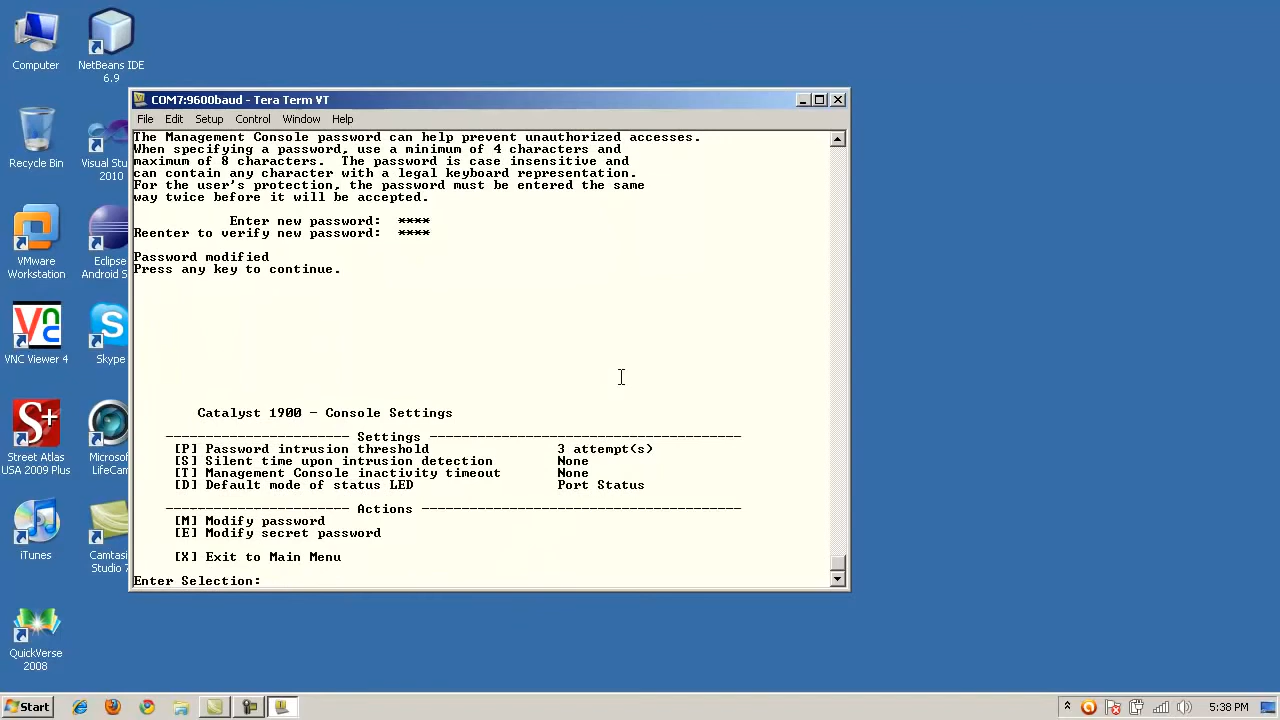 Computer
NetBeans IDE
6.9
Recycle Bin
Visual Stu
2010
VMware
Workstation
Eclipse
Android S
VNC Viewer 4
Skype
Street Atlas
USA 2009 Plus
Microsoft
LifeCam
iTunes
Camtasi
Studio 7
QuickVerse
2008
COM7:9600baud - Tera Term VT
File Edit Setup Control Window Help
The Management Console password can help prevent unauthorized accesses.
When specifying a password, use a minimum of 4 characters and
maximum of 8 characters.  The password is case insensitive and
can contain any character with a legal keyboard representation.
For the user's protection, the password must be entered the same
way twice before it will be accepted.
Enter new password:  ****
Reenter to verify new password:  ****
Password modified
Press any key to continue.
Catalyst 1900 - Console Settings
----------------------- Settings ---------------------------------------
[P] Password intrusion threshold                3 attempt(s)
[S] Silent time upon intrusion detection        None
[T] Management Console inactivity timeout       None
[D] Default mode of status LED                  Port Status
----------------------- Actions ----------------------------------------
[M] Modify password
[E] Modify secret password
[X] Exit to Main Menu
Enter Selection:
Start
5:38 PM